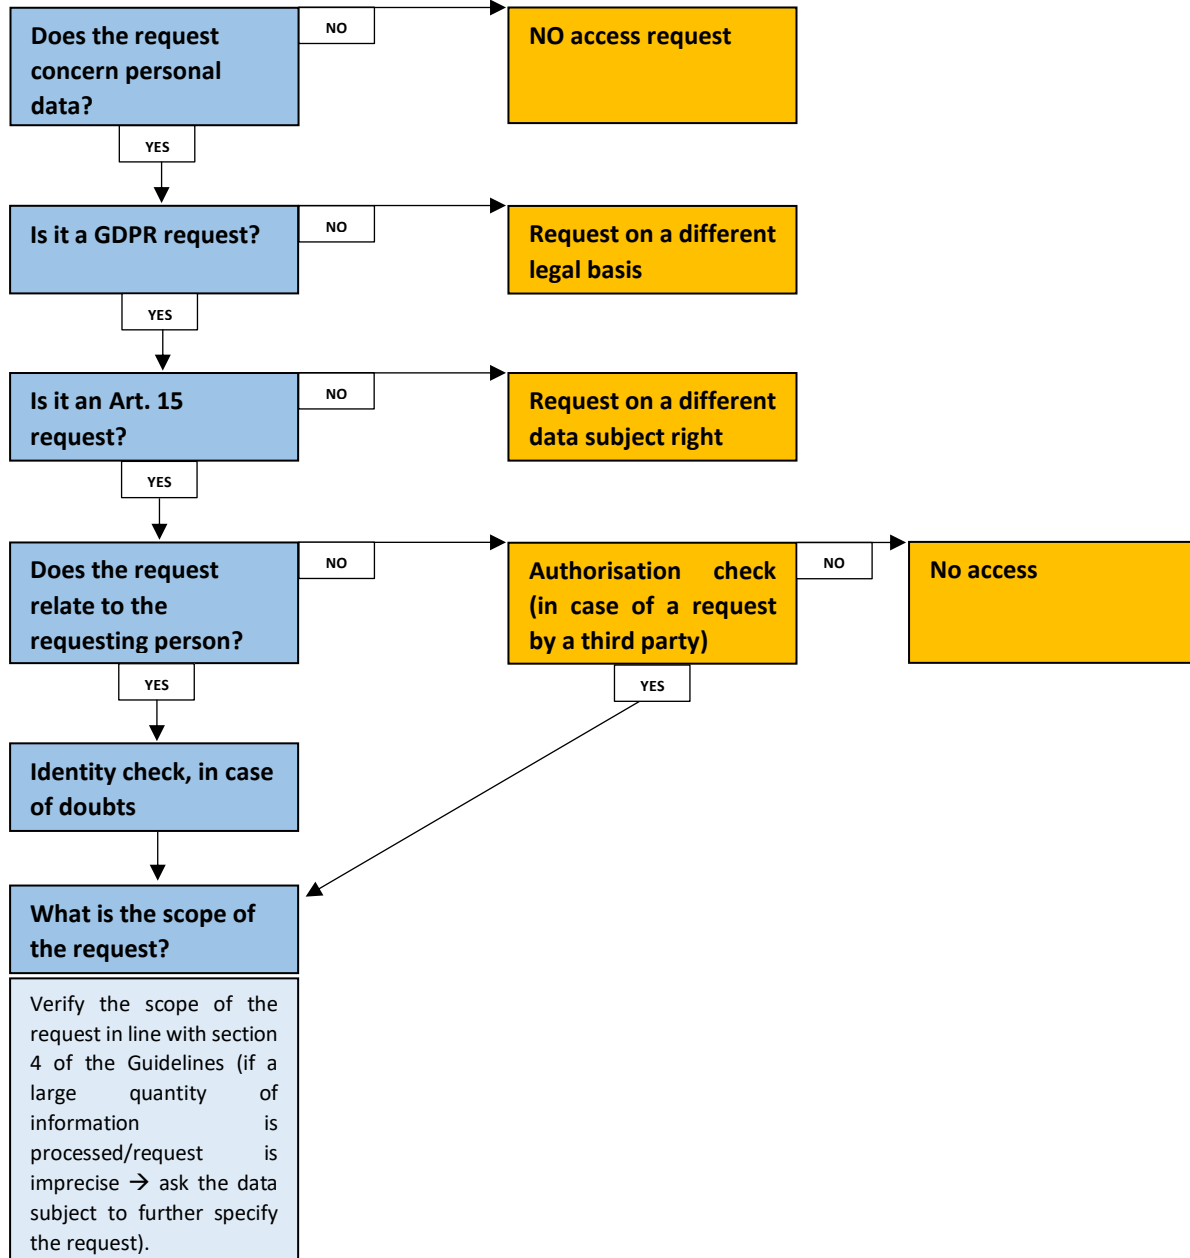 Does the request
concern personal
data?
NO
NO access request
YES
Is it a GDPR request?
NO
Request on a different
legal basis
YES
Is it an Art. 15
request?
NO
Request on a different
data subject right
YES
Does the request
relate to the
requesting person?
NO
Authorisation check
(in case of a request
by a third party)
NO
No access
YES
YES
Identity check, in case
of doubts
What is the scope of
the request?
Verify the scope of the
request in line with section
4 of the Guidelines (if a
large quantity of
information is
processed/request is
imprecise → ask the data
subject to further specify
the request).